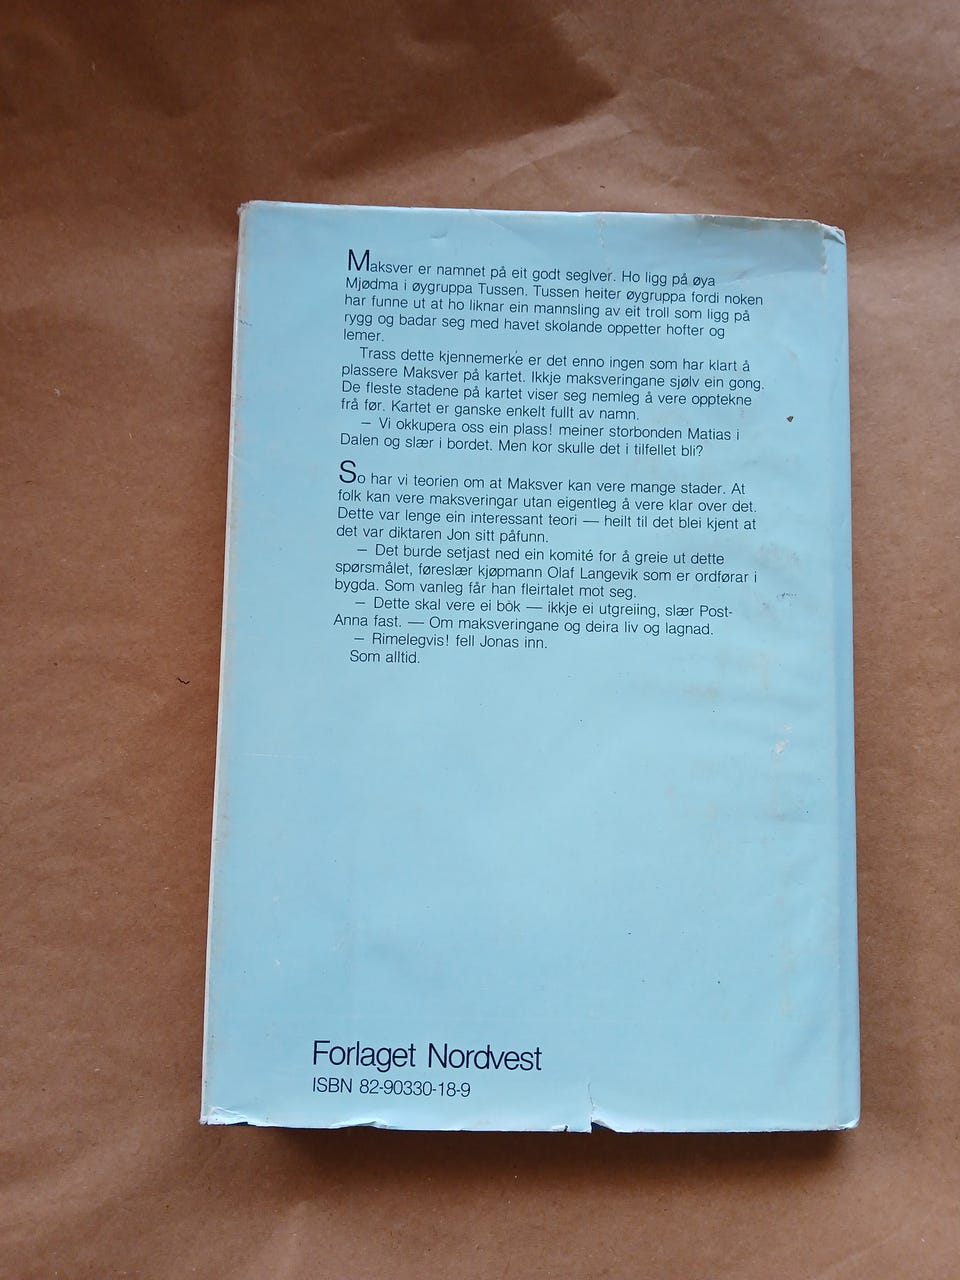 Maksver er namnet på eit godt seglver. Ho ligg på øya
Mjødma i øygruppa Tussen. Tussen heiter øygruppa fordi noken
har funne ut at ho liknar ein mannsling av eit troll som ligg på
rygg og badar seg med havet skolande oppetter hofter og
lemer.
Trass dette kjennemerke er det enno ingen som har klart å
plassere Maksver på kartet. Ikkje maksveringane sjølv ein gong.
De fleste stadene på kartet viser seg nemleg å vere opptekne
frå før. Kartet er ganske enkelt fullt av namn.
– Vi okkupera oss ein plass! meiner storbonden Matias i
Dalen og slær i bordet. Men kor skulle det i tilfellet bli?
So har vi teorien om at Maksver kan vere mange stader. At
folk kan vere maksveringar utan eigentleg å vere klar over det.
Dette var lenge ein interessant teori — heilt til det blei kjent at
det var diktaren Jon sitt påfunn.
– Det burde setjast ned ein komité for å greie ut dette
spørsmålet, føreslær kjøpmann Olaf Langevik som er ordførar i
bygda. Som vanleg får han fleirtalet mot seg.
– Dette skal vere ei bok — ikkje ei utgreiing, slær Post-
Anna fast. — Om maksveringane og deira liv og lagnad.
– Rimelegvis! fell Jonas inn.
Som alltid.
Forlaget Nordvest
ISBN 82-90330-18-9